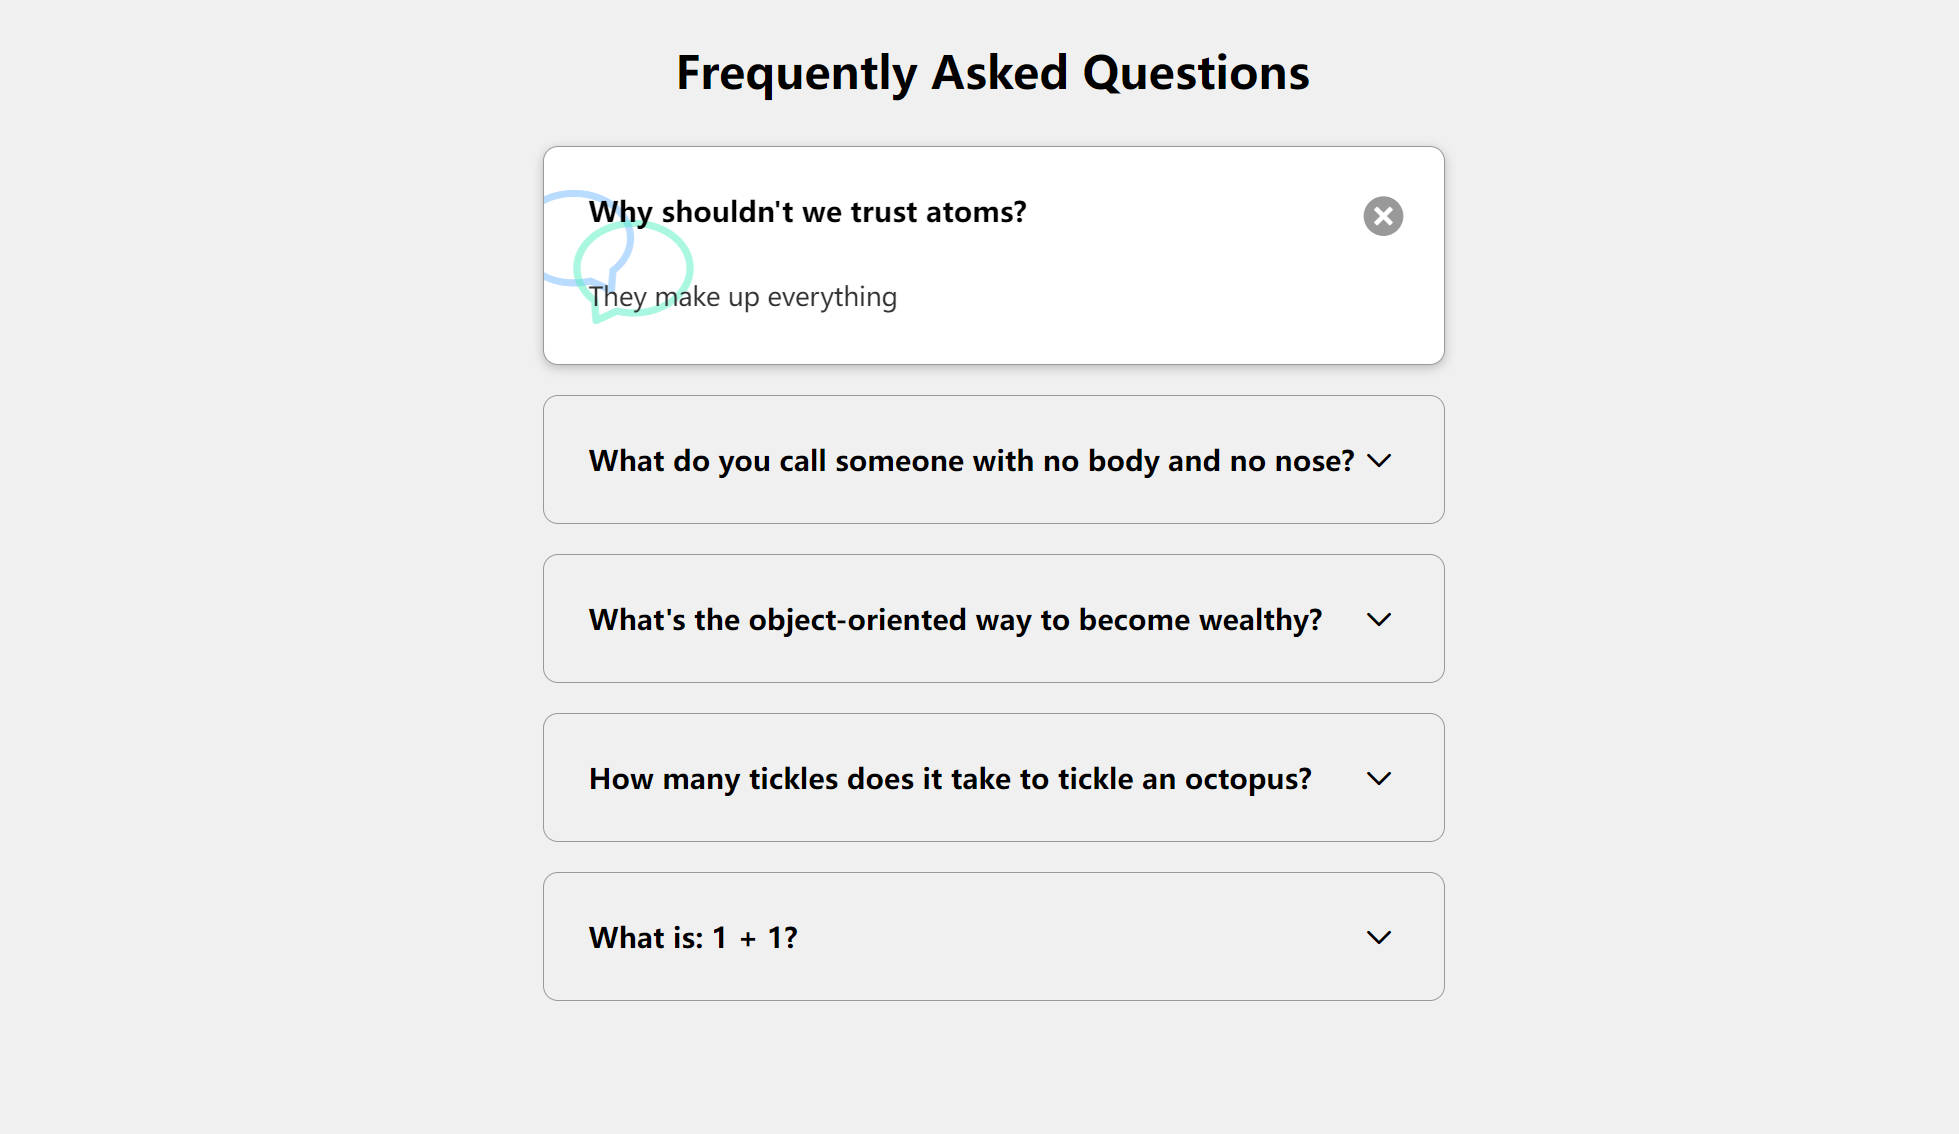 Frequently Asked Questions
Why shouldn't we trust atoms?
They make up everything
What do you call someone with no body and no nose?
What's the object-oriented way to become wealthy?
How many tickles does it take to tickle an octopus?
What is: 1 + 1?